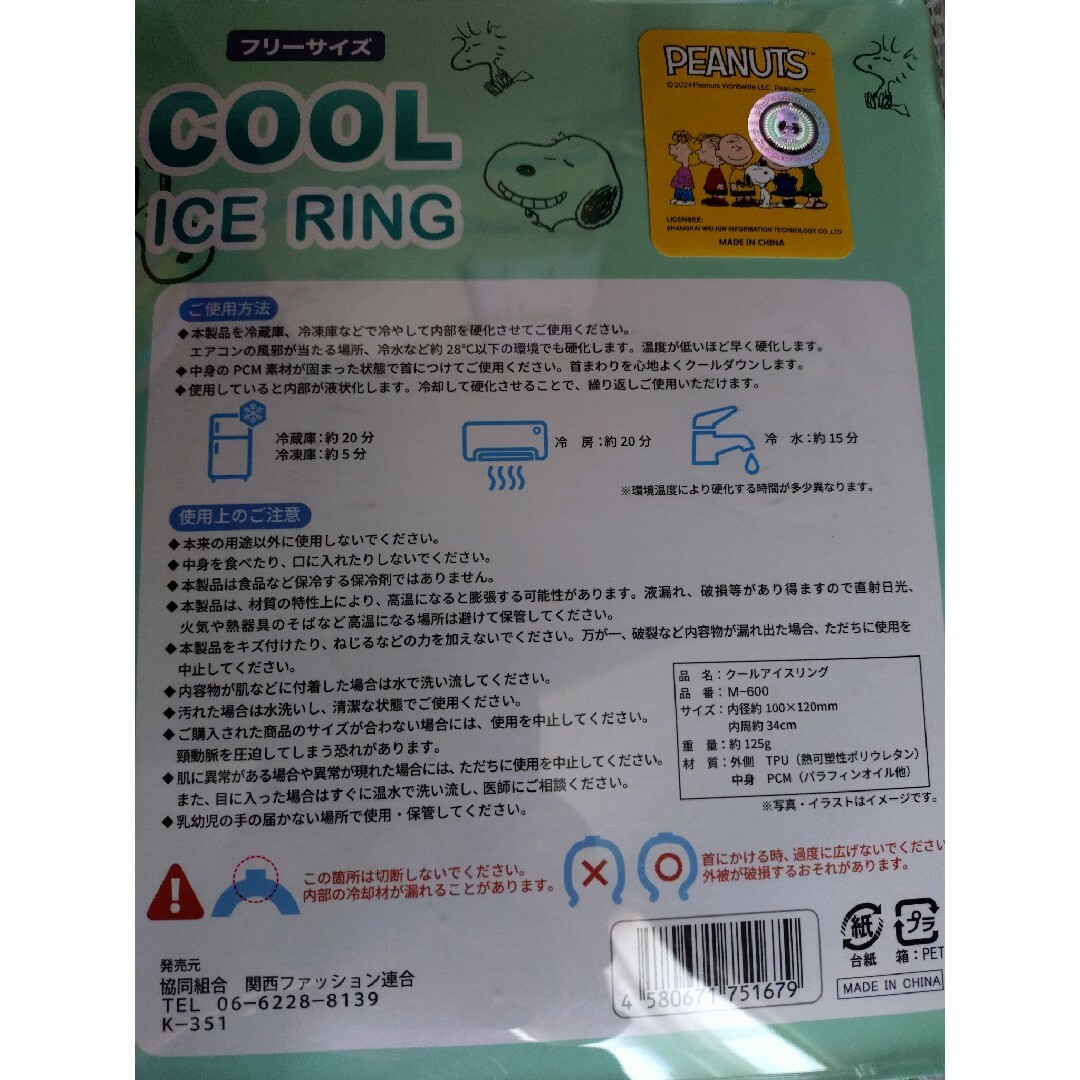 フリーサイズ
COOL
ICE RING
PEANUTS™
©2024 Peanuts Worldwide LLC, Peanuts.com
LICENSEE:
SHANGHAI WEIJUN INFORMATION TECHNOLOGY CO.,LTD
MADE IN CHINA
ご使用方法
◆本製品を冷蔵庫、冷凍庫などで冷やして内部を硬化させてご使用ください。
エアコンの風邪が当たる場所、冷水など約28℃以下の環境でも硬化します。温度が低いほど早く硬化します。
◆中身のPCM素材が固まった状態で首につけてご使用ください。首まわりを心地よくクールダウンします。
◆使用していると内部が液状化します。冷却して硬化させることで、繰り返しご使用いただけます。
冷蔵庫：約20分
冷凍庫：約5分
冷 房：約20分
冷 水：約15分
※環境温度により硬化する時間が多少異なります。
使用上のご注意
◆本来の用途以外に使用しないでください。
◆中身を食べたり、口に入れたりしないでください。
◆本製品は食品など保冷する保冷剤ではありません。
◆本製品は、材質の特性上により、高温になると膨張する可能性があります。液漏れ、破損等があり得ますので直射日光、
火気や熱器具のそばなど高温になる場所は避けて保管してください。
◆本製品をキズ付けたり、ねじるなどの力を加えないでください。万が一、破裂など内容物が漏れ出た場合、ただちに使用を
中止してください。
◆内容物が肌などに付着した場合は水で洗い流してください。
◆汚れた場合は水洗いし、清潔な状態でご使用ください。
◆ご購入された商品のサイズが合わない場合には、使用を中止してください。
頸動脈を圧迫してしまう恐れがあります。
◆肌に異常がある場合や異常が現れた場合には、ただちに使用を中止してください。
また、目に入った場合はすぐに温水で洗い流し、医師にご相談ください。
◆乳幼児の手の届かない場所で使用・保管してください。
品 名：クールアイスリング
品 番：M-600
サイズ：内径約100×120mm
内周約34cm
重 量：約125g
材 質：外側 TPU（熱可塑性ポリウレタン）
中身 PCM（パラフィンオイル他）
※写真・イラストはイメージです。
この箇所は切断しないでください。
内部の冷却材が漏れることがあります。
首にかける時、過度に広げないでください
外被が破損するおそれがあります。
発売元
協同組合 関西ファッション連合
TEL 06-6228-8139
K-351
4 580671 751679
紙
台紙
プラ
箱：PET
MADE IN CHINA